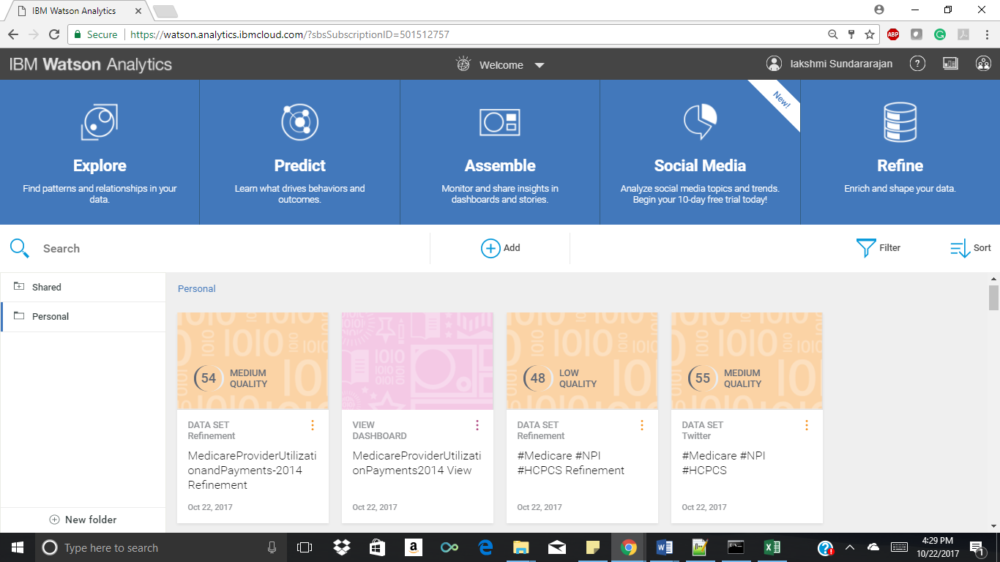 IBM Watson Analytics
Secure
https://watson.analytics.ibmcloud.com/?sbsSubscriptionID=501512757
ABP
IBM Watson Analytics
Welcome
lakshmi Sundararajan
?
Explore
Find patterns and relationships in your
data.
Predict
Learn what drives behaviors and
outcomes.
Assemble
Monitor and share insights in
dashboards and stories.
New!
Social Media
Analyze social media topics and trends.
Begin your 10-day free trial today!
Refine
Enrich and shape your data.
Search
Add
Filter
Sort
Shared
Personal
New folder
Personal
54
MEDIUM
QUALITY
DATA SET
Refinement
MedicareProviderUtilizati
onandPayments-2014
Refinement
Oct 22, 2017
VIEW
DASHBOARD
MedicareProviderUtilizati
onPayments2014 View
Oct 22, 2017
48
LOW
QUALITY
DATA SET
Refinement
#Medicare #NPI
#HCPCS Refinement
Oct 22, 2017
55
MEDIUM
QUALITY
DATA SET
Twitter
#Medicare #NPI
#HCPCS
Oct 22, 2017
Type here to search
4:29 PM
10/22/2017
1